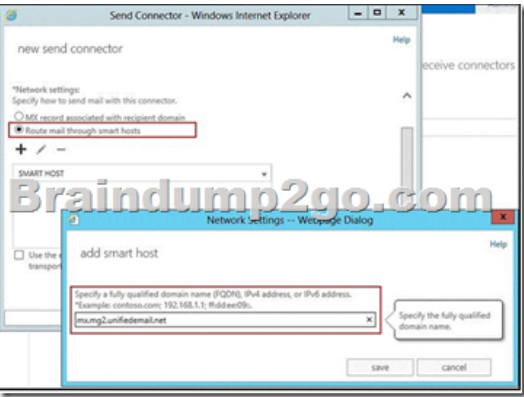 Send Connector - Windows Internet Explorer
Help
new send connector
eceive connectors
*Network settings:
Specify how to send mail with this connector.
MX record associated with recipient domain
Route mail through smart hosts
SMART HOST
Braindump2go.com
Network Settings -- Webpage Dialog
Help
Use the e
transport
add smart host
Specify a fully qualified domain name (FQDN), IPv4 address, or IPv6 address.
*Example: contoso.com; 192.168.1.1;
mx.mg2.unifiedemail.net
Specify the fully qualified
domain name.
save
cancel